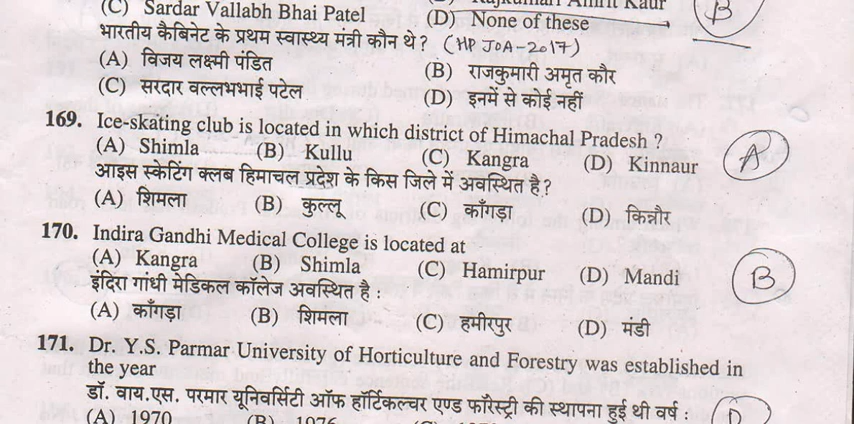 (C) Sardar Vallabh Bhai Patel (D) None of these
B
भारतीय कैबिनेट के प्रथम स्वास्थ्य मंत्री कौन थे? (HP JOA-2017)
(A) विजय लक्ष्मी पंडित (B) राजकुमारी अमृत कौर
(C) सरदार वल्लभभाई पटेल (D) इनमें से कोई नहीं
169. Ice-skating club is located in which district of Himachal Pradesh ?
(A) Shimla (B) Kullu (C) Kangra (D) Kinnaur
A
आइस स्केटिंग क्लब हिमाचल प्रदेश के किस जिले में अवस्थित है?
(A) शिमला (B) कुल्लू (C) काँगड़ा (D) किन्नौर
170. Indira Gandhi Medical College is located at
(A) Kangra (B) Shimla (C) Hamirpur (D) Mandi
B
इंदिरा गांधी मेडिकल कॉलेज अवस्थित है :
(A) काँगड़ा (B) शिमला (C) हमीरपुर (D) मंडी
171. Dr. Y.S. Parmar University of Horticulture and Forestry was established in
the year
डॉ. वाय.एस. परमार यूनिवर्सिटी ऑफ हॉर्टिकल्चर एण्ड फॉरेस्ट्री की स्थापना हुई थी वर्ष :
D
(A) 1970 (B) 1976